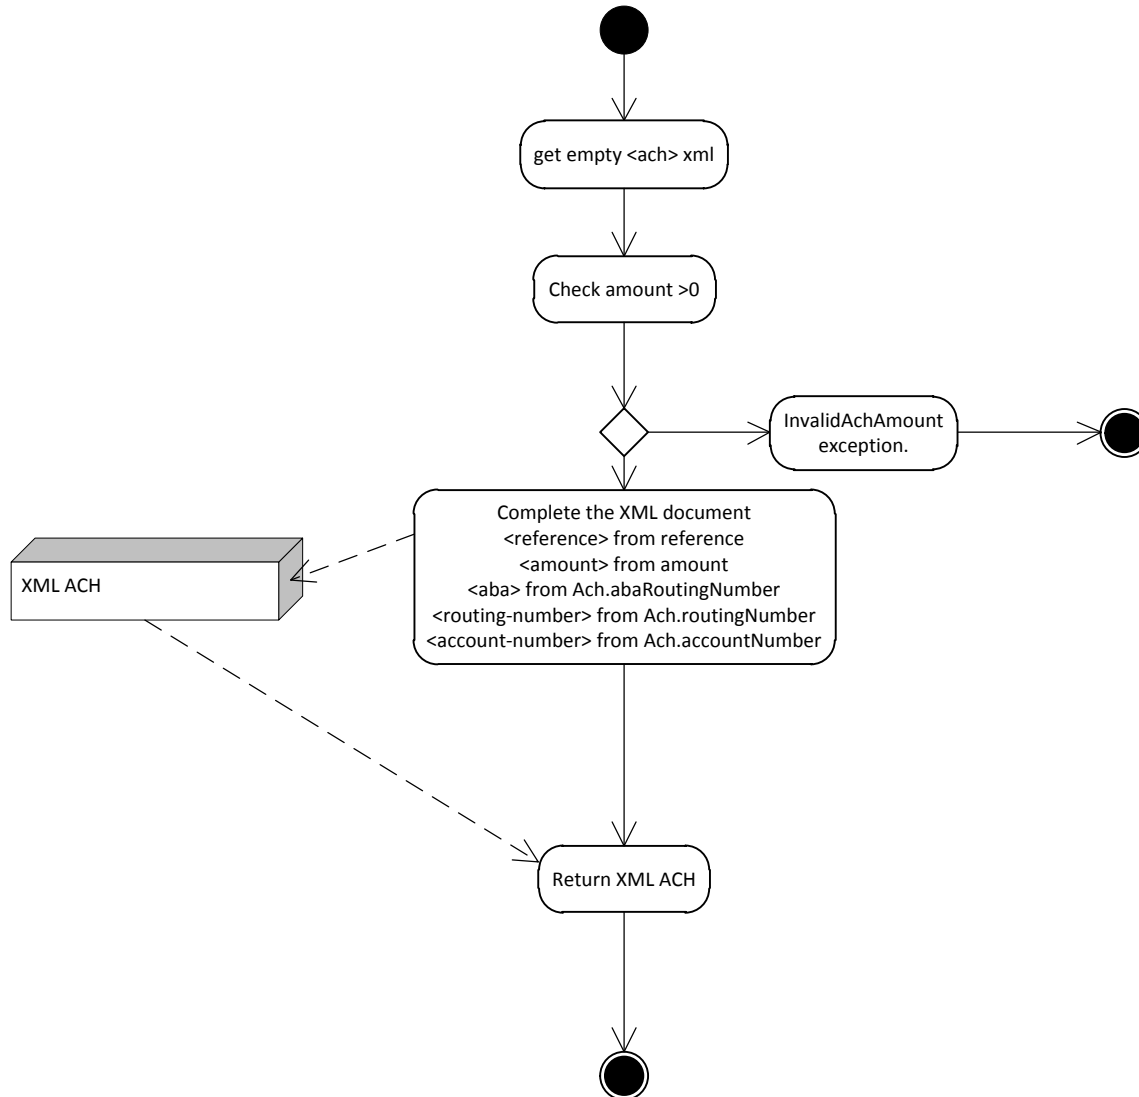 get empty <ach> xml
Check amount >0
InvalidAchAmount
exception.
Complete the XML document
<reference> from reference
<amount> from amount
<aba> from Ach.abaRoutingNumber
<routing-number> from Ach.routingNumber
<account-number> from Ach.accountNumber
XML ACH
Return XML ACH